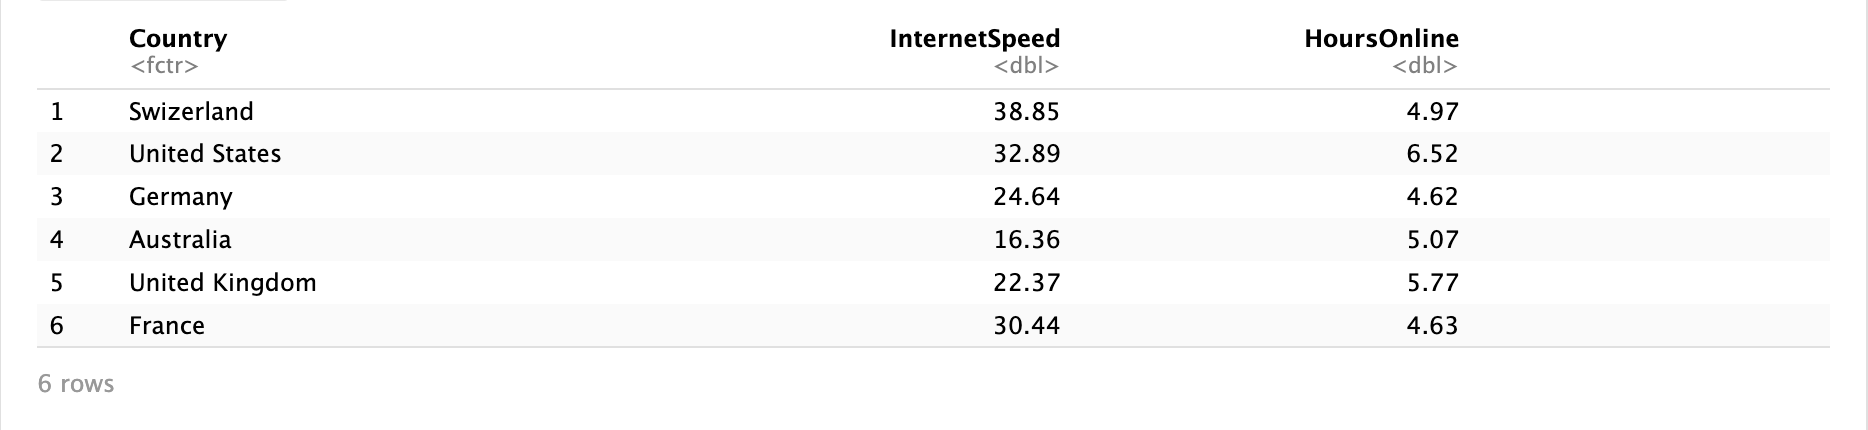 Country InternetSpeed HoursOnline
<fctr> <dbl> <dbl>
1 Swizerland 38.85 4.97
2 United States 32.89 6.52
3 Germany 24.64 4.62
4 Australia 16.36 5.07
5 United Kingdom 22.37 5.77
6 France 30.44 4.63
6 rows